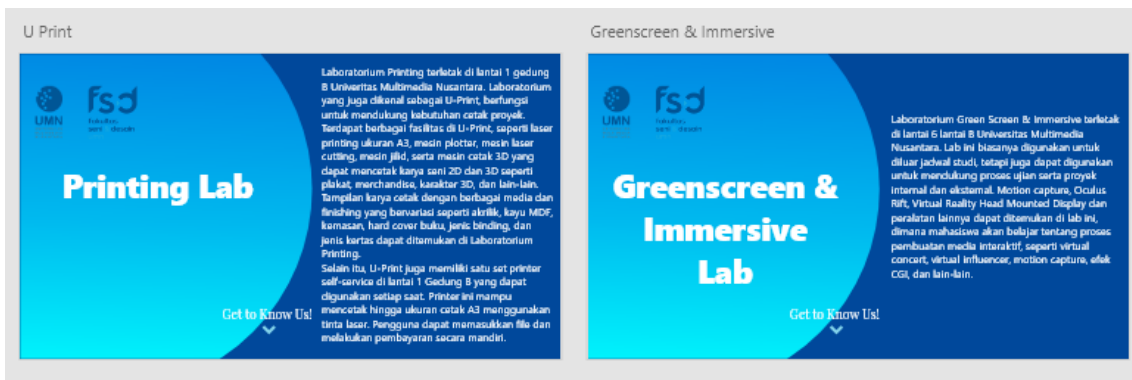 U Print
UMN
fsd
fakultas
seni desain
Printing Lab
Get to Know Us!
Laboratorium Printing terletak di lantai 1 gedung
B Univeritas Multimedia Nusantara. Laboratorium
yang juga dikenal sebagai U-Print, berfungsi
untuk mendukung kebutuhan cetak proyek.
Terdapat berbagai fasilitas di U-Print, seperti laser
printing ukuran A3, mesin plotter, mesin laser
cutting, mesin jilid, serta mesin cetak 3D yang
dapat mencetak karya seni 2D dan 3D seperti
plakat, merchandise, karakter 3D, dan lain-lain.
Tampilan karya cetak dengan berbagai media dan
finishing yang bervariasi seperti akrilik, kayu MDF,
kemasan, hard cover buku, jenis binding, dan
jenis kertas dapat ditemukan di Laboratorium
Printing.
Selain itu, U-Print juga memiliki satu set printer
self-service di lantai 1 Gedung B yang dapat
digunakan setiap saat. Printer ini mampu
mencetak hingga ukuran cetak A3 menggunakan
tinta laser. Pengguna dapat memasukkan file dan
melakukan pembayaran secara mandiri.
Greenscreen & Immersive
UMN
fsd
fakultas
seni desain
Greenscreen &
Immersive
Lab
Get to Know Us!
Laboratorium Green Screen & Immersive terletak
di lantai 6 lantai B Universitas Multimedia
Nusantara. Lab ini biasanya digunakan untuk
diluar jadwal studi, tetapi juga dapat digunakan
untuk mendukung proses ujian serta proyek
internal dan eksternal. Motion capture, Oculus
Rift, Virtual Reality Head Mounted Display dan
peralatan lainnya dapat ditemukan di lab ini,
dimana mahasiswa akan belajar tentang proses
pembuatan media interaktif, seperti virtual
concert, virtual influencer, motion capture, efek
CGI, dan lain-lain.